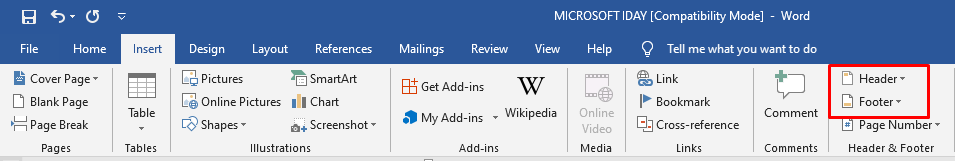 MICROSOFT IDAY [Compatibility Mode] - Word
File Home Insert Design Layout References Mailings Review View Help Tell me what you want to do
Cover Page Table Pictures SmartArt Get Add-ins Wikipedia Online Video Link Comment Header
Blank Page Online Pictures Chart My Add-ins Bookmark Footer
Page Break Shapes Screenshot Cross-reference Page Number
Pages Tables Illustrations Add-ins Media Links Comments Header & Footer